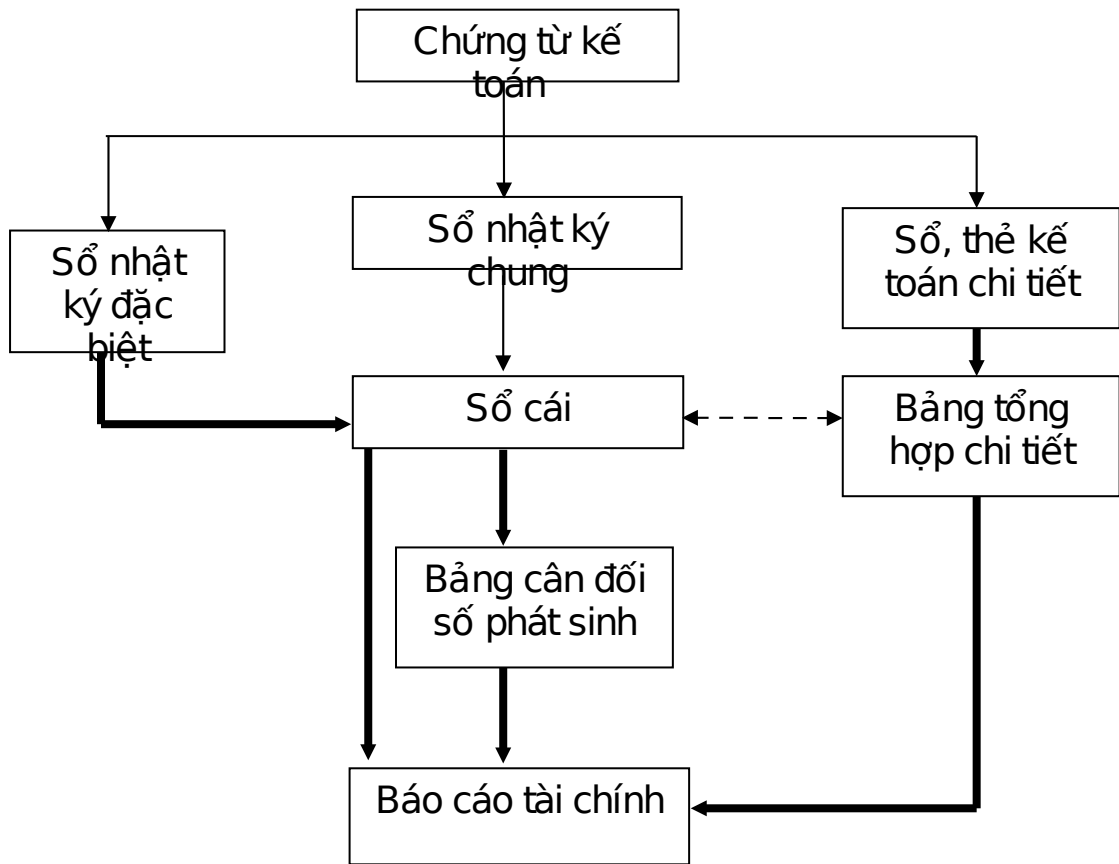 Chứng từ kế
toán
Sổ nhật ký
chung
Sổ, thẻ kế
toán chi tiết
Sổ nhật
ký đặc
biệt
Sổ cái
Bảng tổng
hợp chi tiết
Bảng cân đối
số phát sinh
Báo cáo tài chính